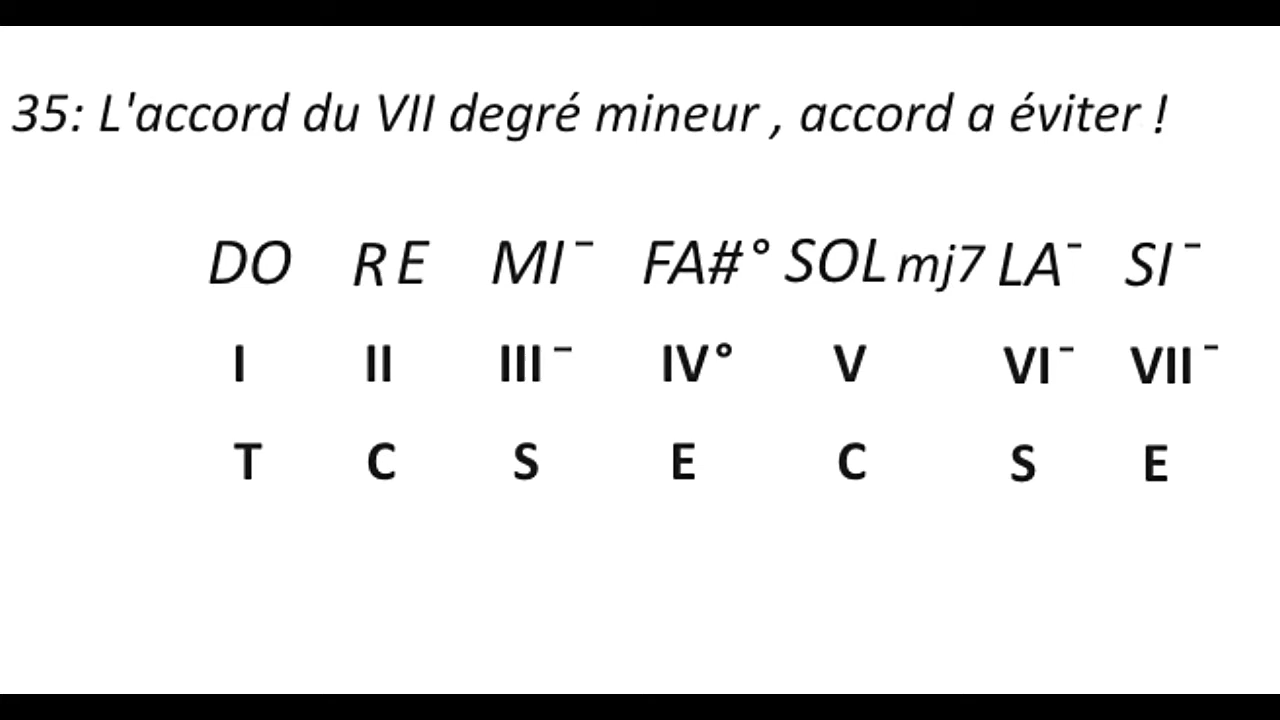 35: L'accord du VII degré mineur , accord a éviter !
DO RE MI⁻ FA#° SOL mj7 LA⁻ SI⁻
I II III⁻ IV° V VI⁻ VII⁻
T C S E C S E